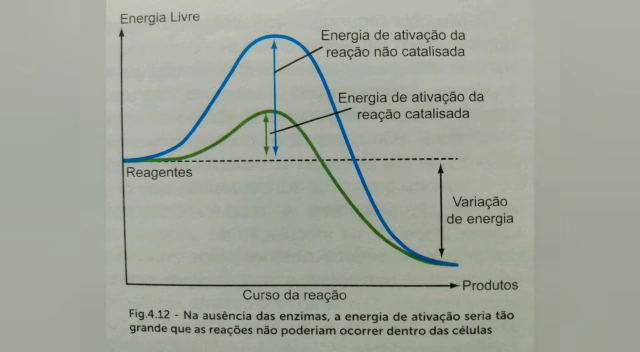 Energia Livre
Energia de ativação da
reação não catalisada
Energia de ativação da
reação catalisada
Reagentes
Variação
de energia
Produtos
Curso da reação
Fig.4.12 - Na ausência das enzimas, a energia de ativação seria tão
grande que as reações não poderiam ocorrer dentro das células